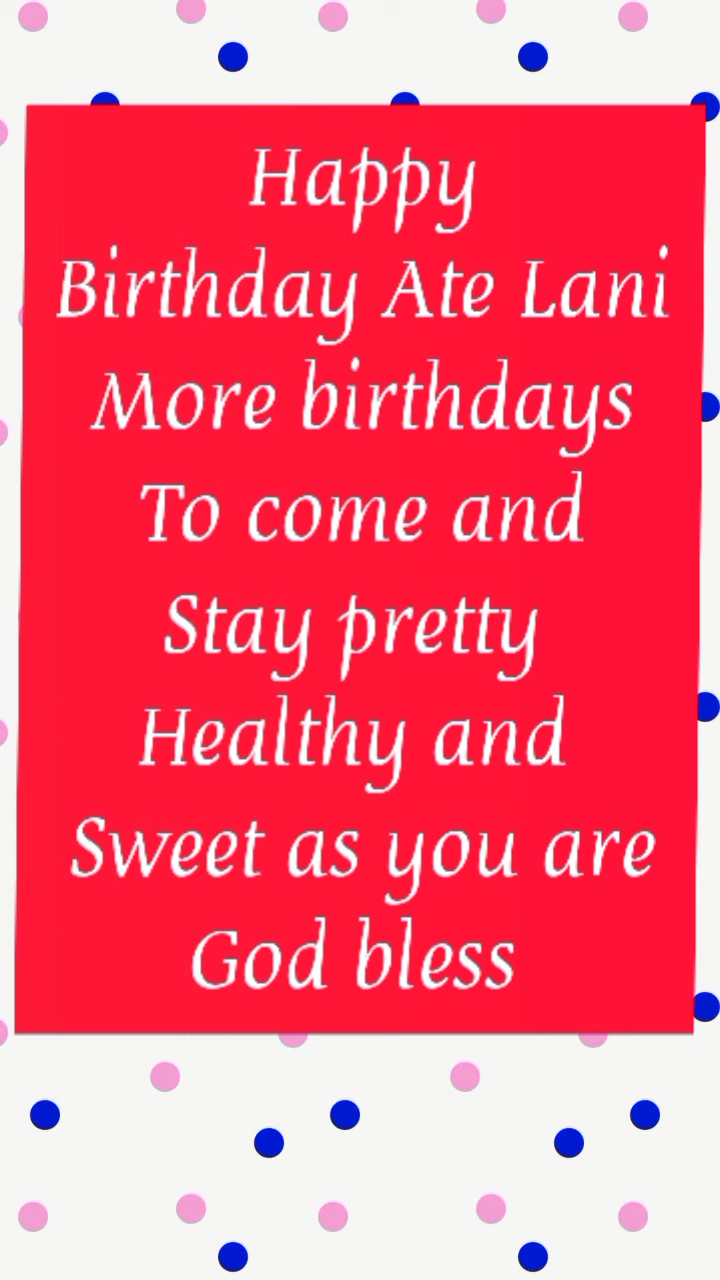 Happy
Birthday Ate Lani
More birthdays
To come and
Stay pretty
Healthy and
Sweet as you are
God bless